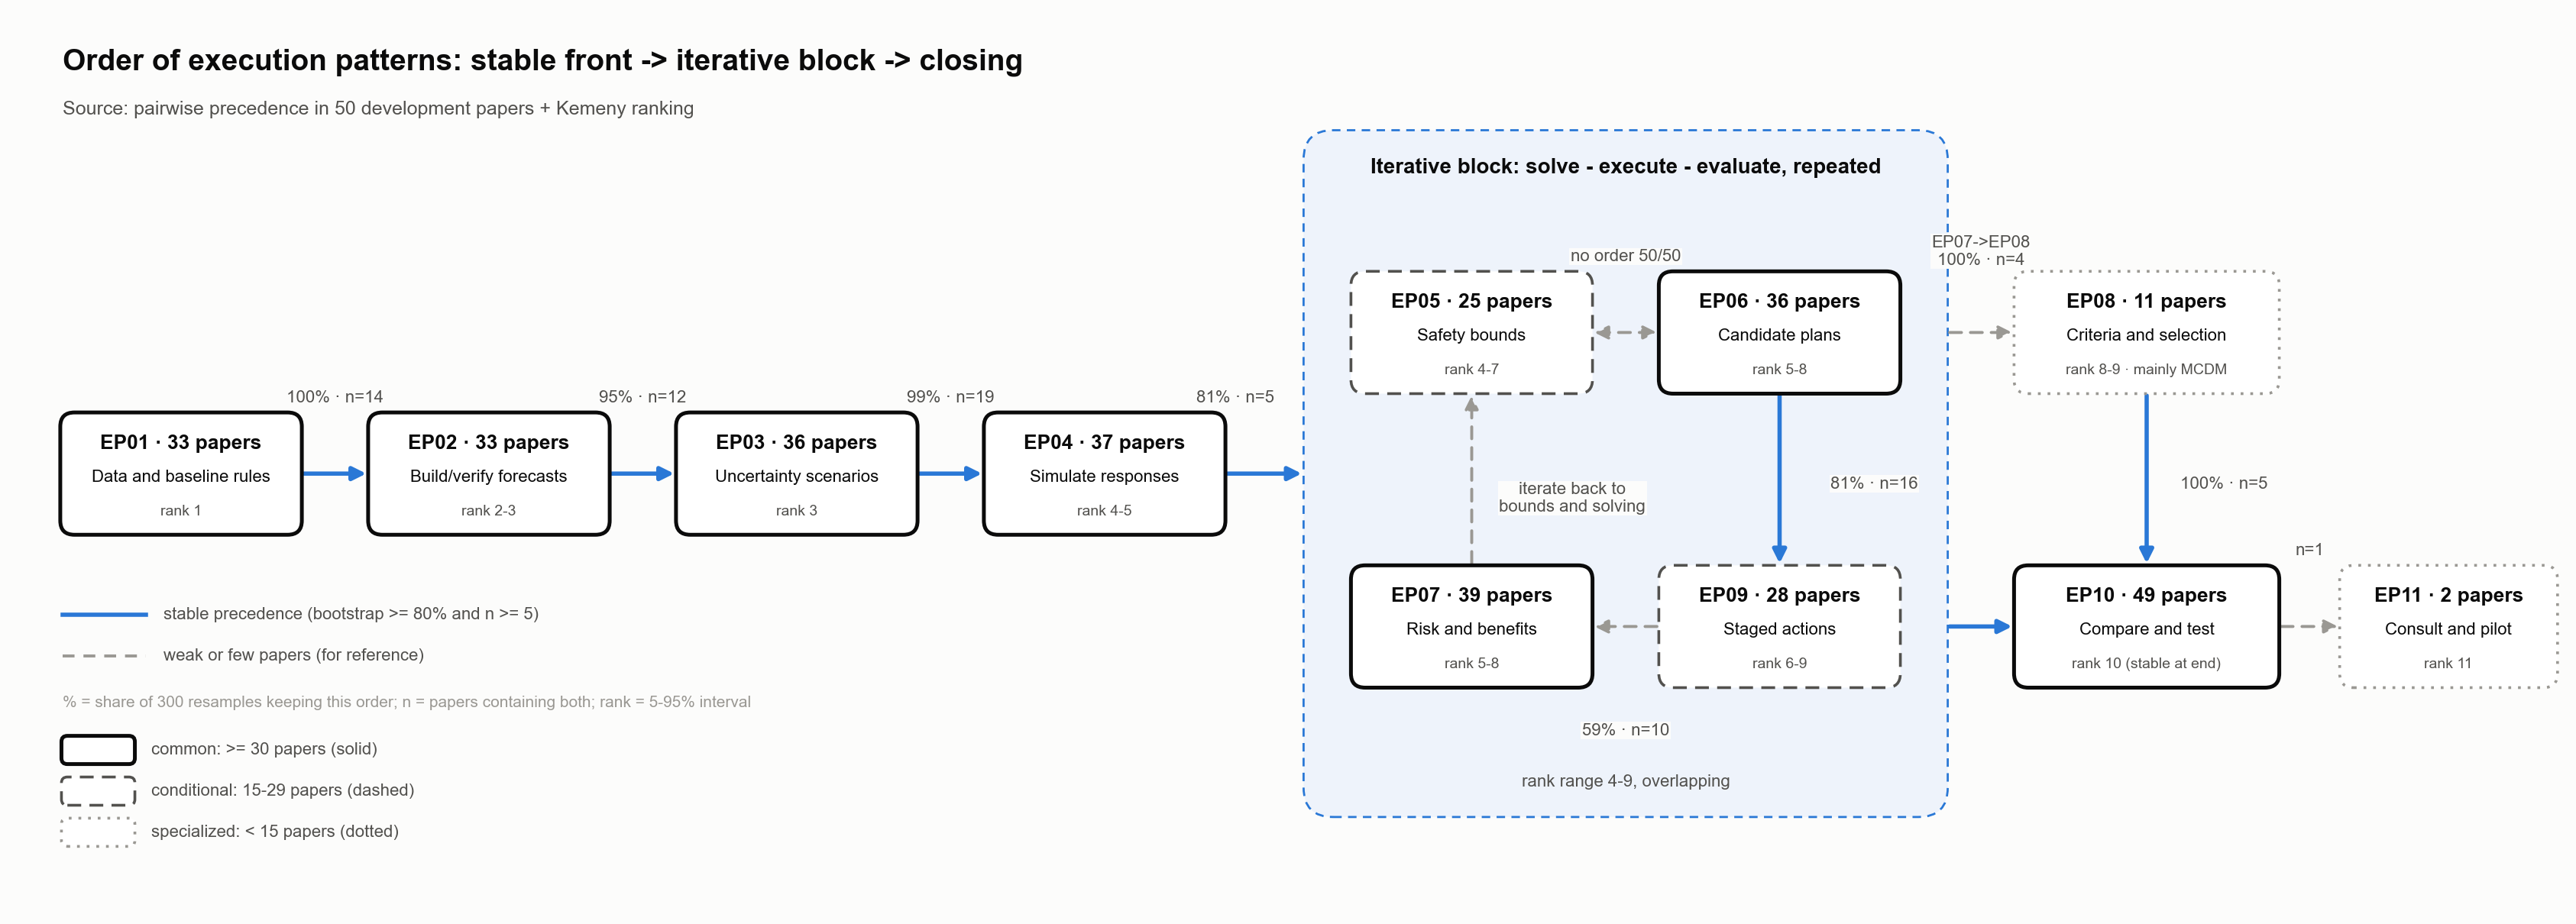 Order of execution patterns: stable front -> iterative block -> closing
Source: pairwise precedence in 50 development papers + Kemeny ranking
100% · n=14
95% · n=12
99% · n=19
81% · n=5
EP01 · 33 papers
Data and baseline rules
rank 1
EP02 · 33 papers
Build/verify forecasts
rank 2-3
EP03 · 36 papers
Uncertainty scenarios
rank 3
EP04 · 37 papers
Simulate responses
rank 4-5
Iterative block: solve - execute - evaluate, repeated
no order 50/50
EP05 · 25 papers
Safety bounds
rank 4-7
EP06 · 36 papers
Candidate plans
rank 5-8
iterate back to
bounds and solving
81% · n=16
EP07 · 39 papers
Risk and benefits
rank 5-8
EP09 · 28 papers
Staged actions
rank 6-9
59% · n=10
rank range 4-9, overlapping
EP07->EP08
100% · n=4
EP08 · 11 papers
Criteria and selection
rank 8-9 · mainly MCDM
100% · n=5
EP10 · 49 papers
Compare and test
rank 10 (stable at end)
n=1
EP11 · 2 papers
Consult and pilot
rank 11
stable precedence (bootstrap >= 80% and n >= 5)
weak or few papers (for reference)
% = share of 300 resamples keeping this order; n = papers containing both; rank = 5-95% interval
common: >= 30 papers (solid)
conditional: 15-29 papers (dashed)
specialized: < 15 papers (dotted)